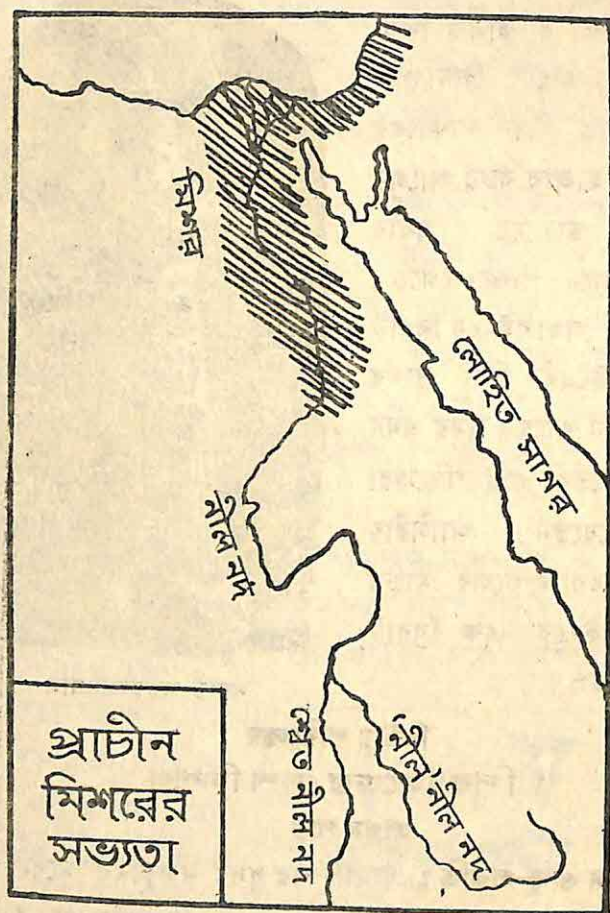 মিশর
লোহিত সাগর
নীল নদ
শ্বেত নীল নদ
'নীল' নীল নদ
প্রাচীন
মিশরের
সভ্যতা